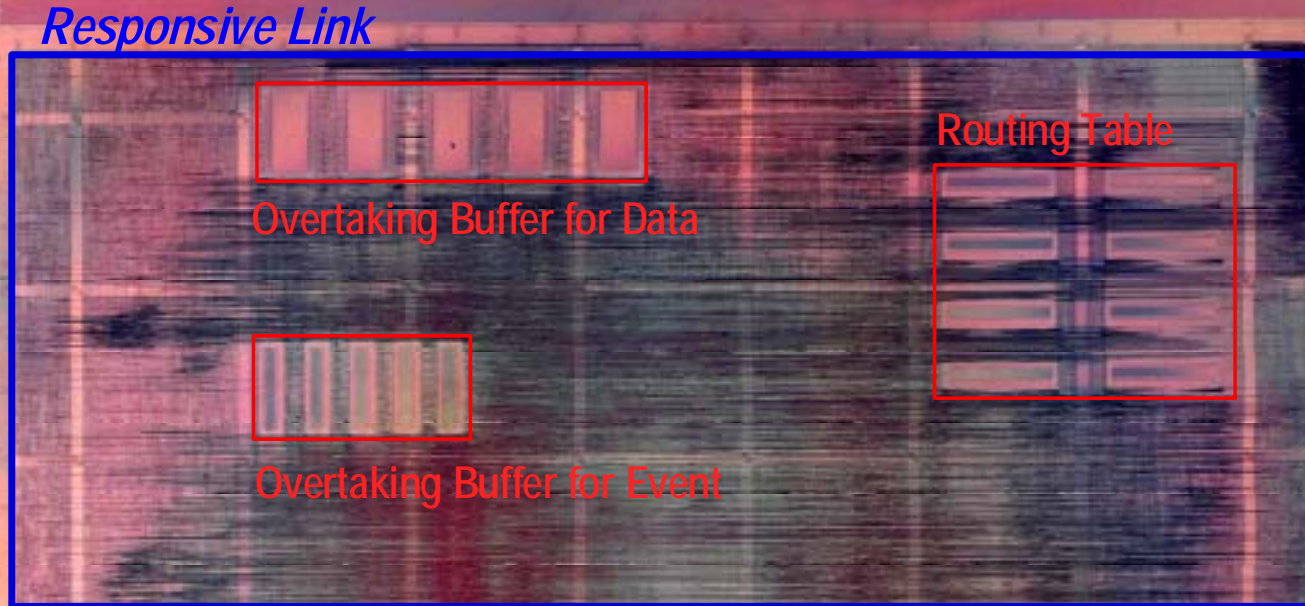 Responsive Link
Routing Table
Overtaking Buffer for Data
Overtaking Buffer for Event